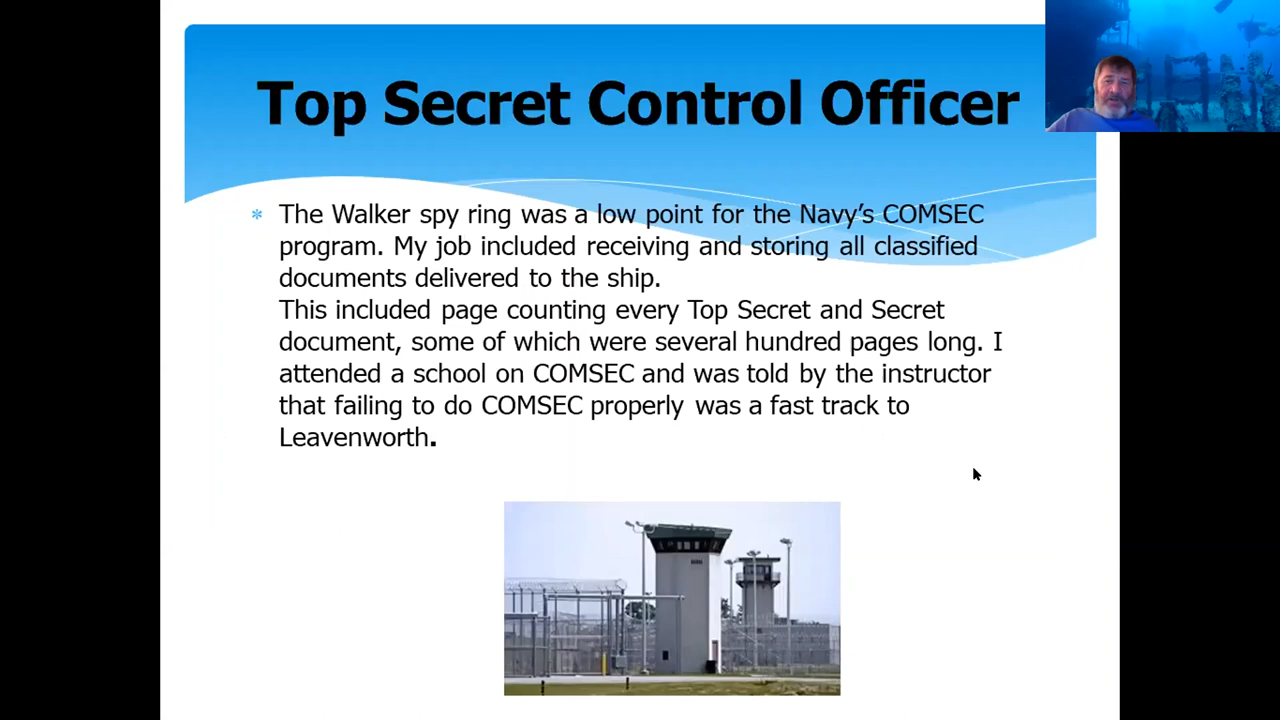 Top Secret Control Officer
* The Walker spy ring was a low point for the Navy’s COMSEC
program. My job included receiving and storing all classified
documents delivered to the ship.
This included page counting every Top Secret and Secret
document, some of which were several hundred pages long. I
attended a school on COMSEC and was told by the instructor
that failing to do COMSEC properly was a fast track to
Leavenworth.